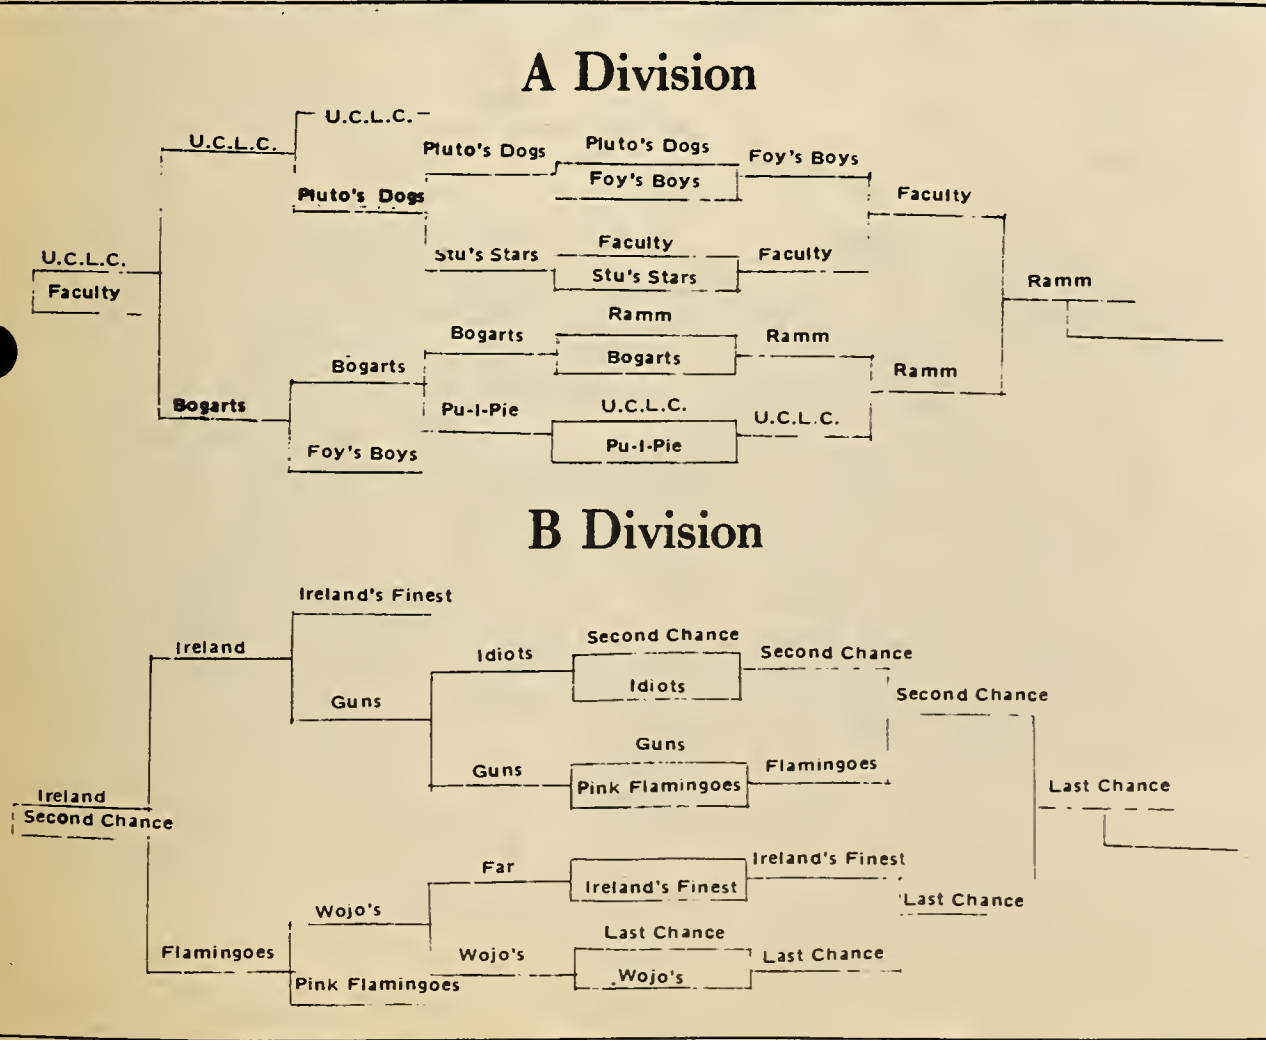 A Division
U.C.L.C.
U.C.L.C.
Pluto's Dogs
Pluto's Dogs
Foy's Boys
Pluto's Dogs
Foy's Boys
Faculty
Faculty
Stu's Stars
Faculty
Stu's Stars
U.C.L.C.
Faculty
Ramm
Ramm
Bogarts
Bogarts
Ramm
Bogarts
Ramm
Bogarts
Pu-I-Pie
U.C.L.C.
U.C.L.C.
Pu-I-Pie
Foy's Boys
B Division
Ireland's Finest
Ireland
Idiots
Second Chance
Second Chance
Idiots
Second Chance
Guns
Guns
Guns
Pink Flamingoes
Flamingoes
Ireland
Second Chance
Last Chance
Far
Ireland's Finest
Ireland's Finest
Last Chance
Wojo's
Last Chance
Flamingoes
Wojo's
Wojo's
Last Chance
Pink Flamingoes